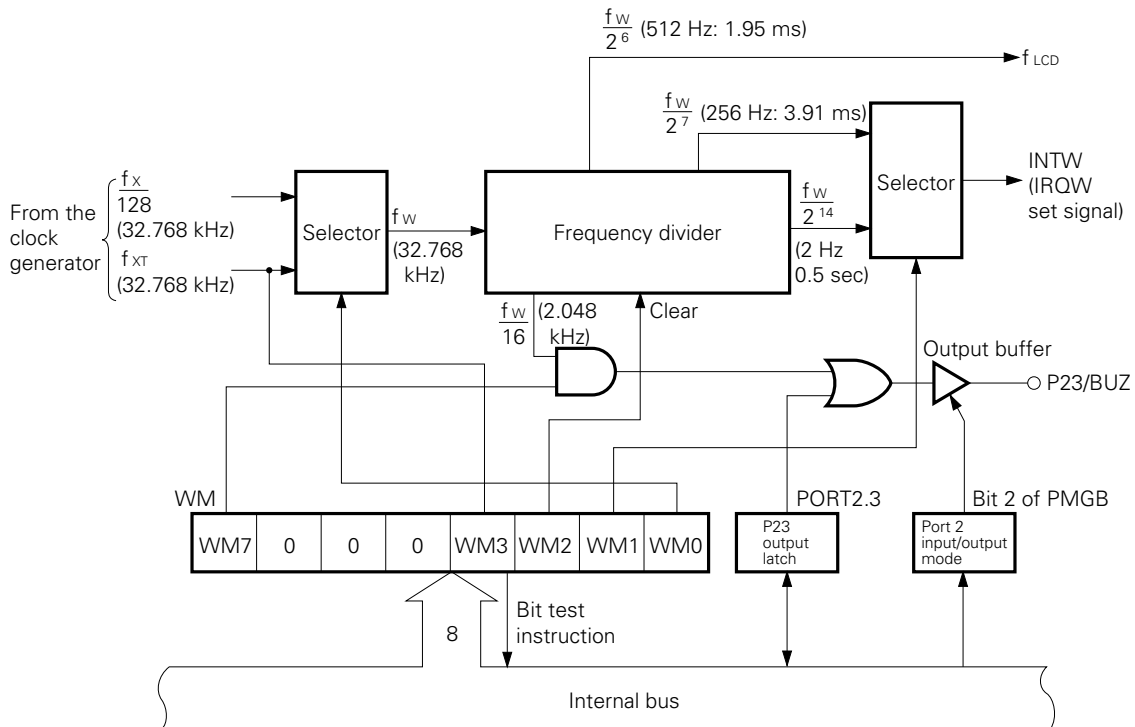 fW
2 6 (512 Hz: 1.95 ms)
f LCD
fW
2 7 (256 Hz: 3.91 ms)
From the
clock
generator
fX
128
(32.768 kHz)
fXT
(32.768 kHz)
Selector
fW
(32.768
kHz)
Frequency divider
fW
2 14
(2 Hz
0.5 sec)
Selector
INTW
(IRQW
set signal)
fW
16
(2.048
kHz)
Clear
Output buffer
P23/BUZ
WM
WM7 0 0 0 WM3 WM2 WM1 WM0
PORT2.3
P23
output
latch
Bit 2 of PMGB
Port 2
input/output
mode
8
Bit test
instruction
Internal bus